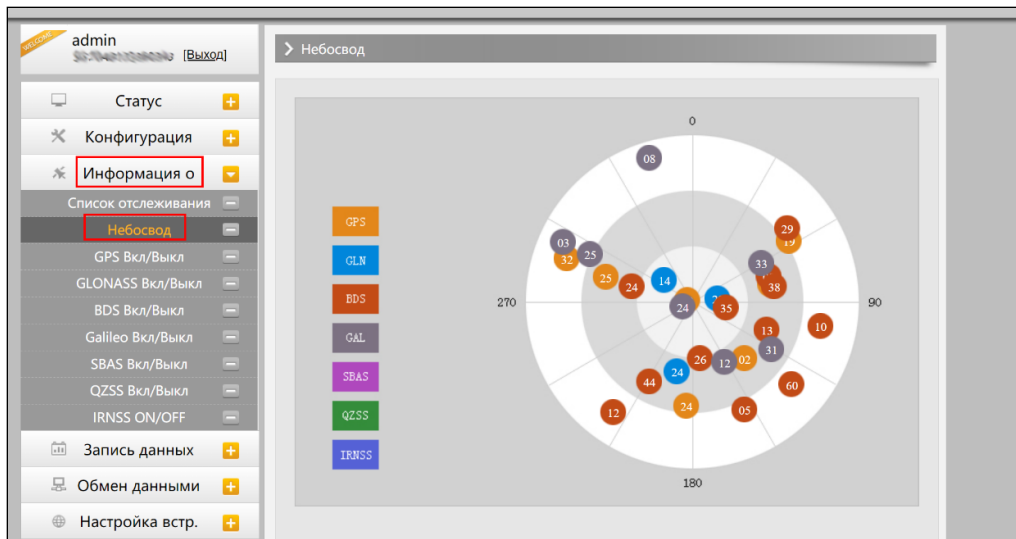 WELCOME
admin
[Выход]
Небосвод
Статус
Конфигурация
Информация о
Список отслеживания
Небосвод
GPS Вкл/Выкл
GLONASS Вкл/Выкл
BDS Вкл/Выкл
Galileo Вкл/Выкл
SBAS Вкл/Выкл
QZSS Вкл/Выкл
IRNSS ON/OFF
Запись данных
Обмен данными
Настройка встр.
GPS
GLN
BDS
GAL
SBAS
QZSS
IRNSS
0
08
29
19
03
32
25
33
25
14
38
24
270
90
24
35
10
13
31
26
12
02
24
44
60
24
05
12
180